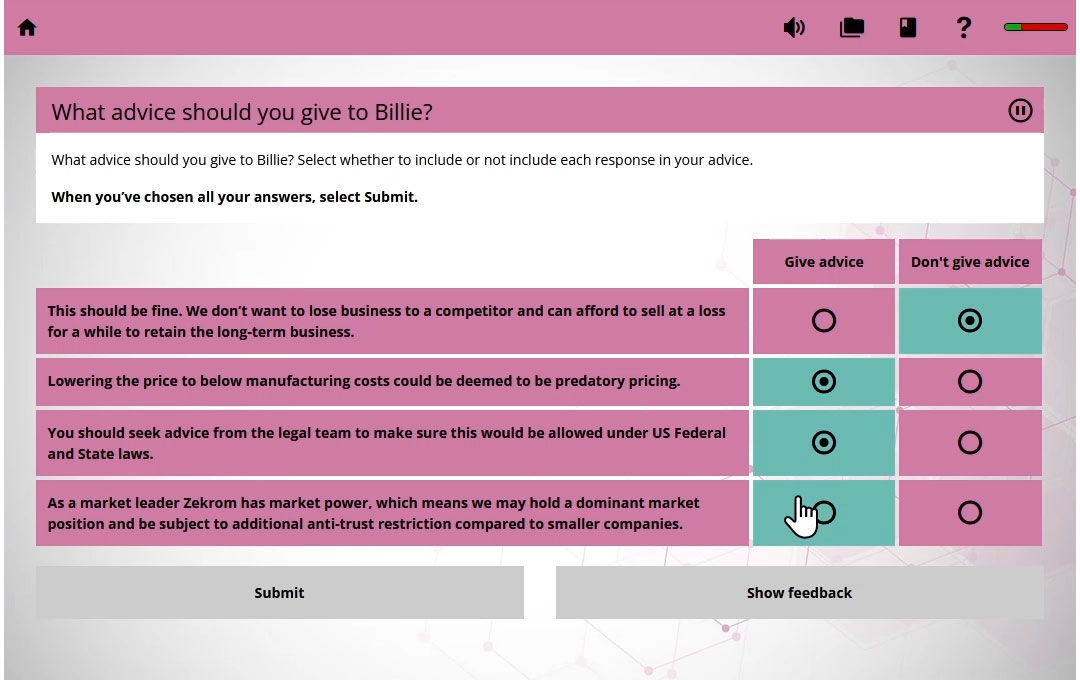 ?
What advice should you give to Billie?
What advice should you give to Billie? Select whether to include or not include each response in your advice.
When you’ve chosen all your answers, select Submit.
Give advice
Don't give advice
This should be fine. We don’t want to lose business to a competitor and can afford to sell at a loss
for a while to retain the long-term business.
Lowering the price to below manufacturing costs could be deemed to be predatory pricing.
You should seek advice from the legal team to make sure this would be allowed under US Federal
and State laws.
As a market leader Zekrom has market power, which means we may hold a dominant market
position and be subject to additional anti-trust restriction compared to smaller companies.
Submit
Show feedback